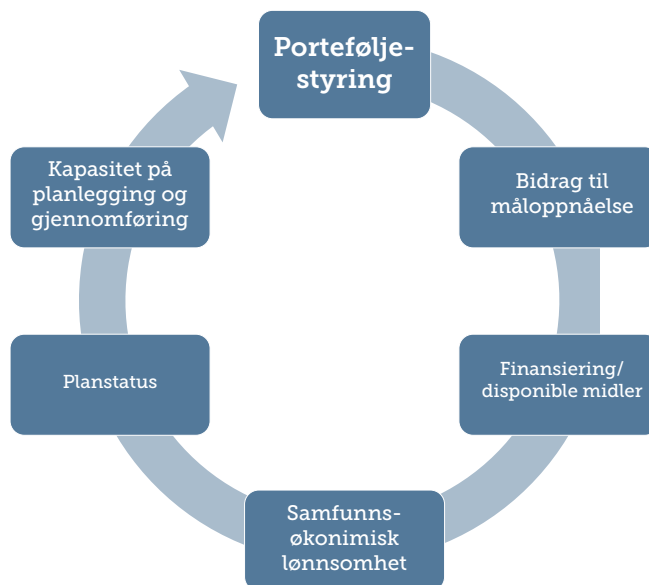 Portefølje-
styring
Bidrag til
måloppnåelse
Finansiering/
disponible midler
Samfunns-
økonimisk
lønnsomhet
Planstatus
Kapasitet på
planlegging og
gjennomføring